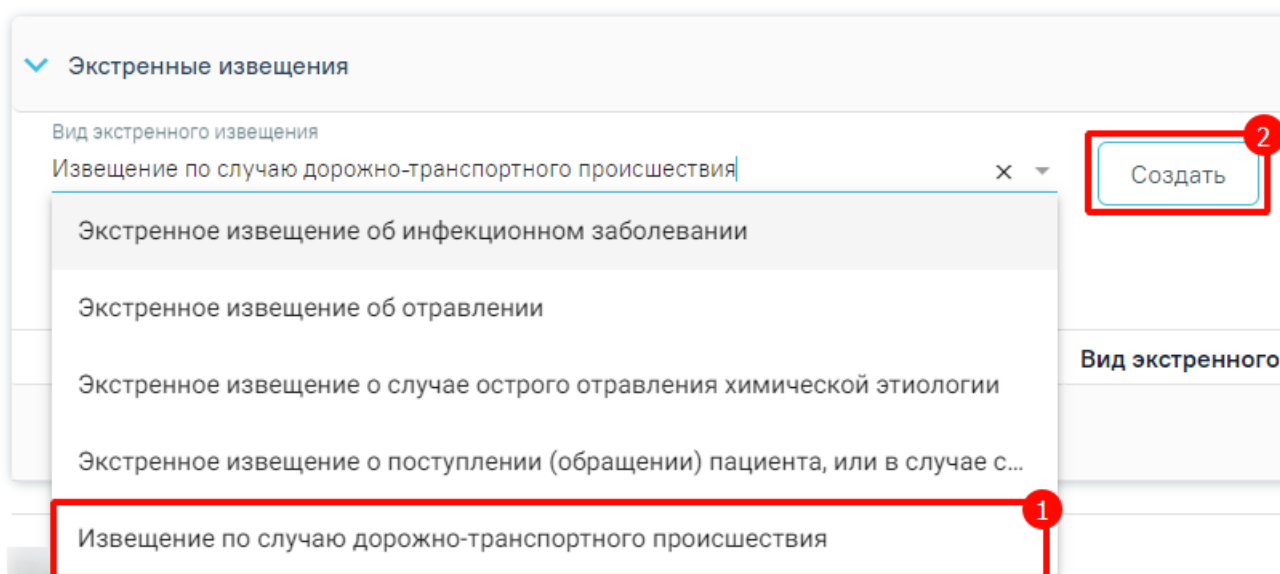 Экстренные извещения
Вид экстренного извещения
Извещение по случаю дорожно-транспортного происшествия
2
Создать
Экстренное извещение об инфекционном заболевании
Экстренное извещение об отравлении
Вид экстренного
Экстренное извещение о случае острого отравления химической этиологии
Экстренное извещение о поступлении (обращении) пациента, или в случае с...
1
Извещение по случаю дорожно-транспортного происшествия